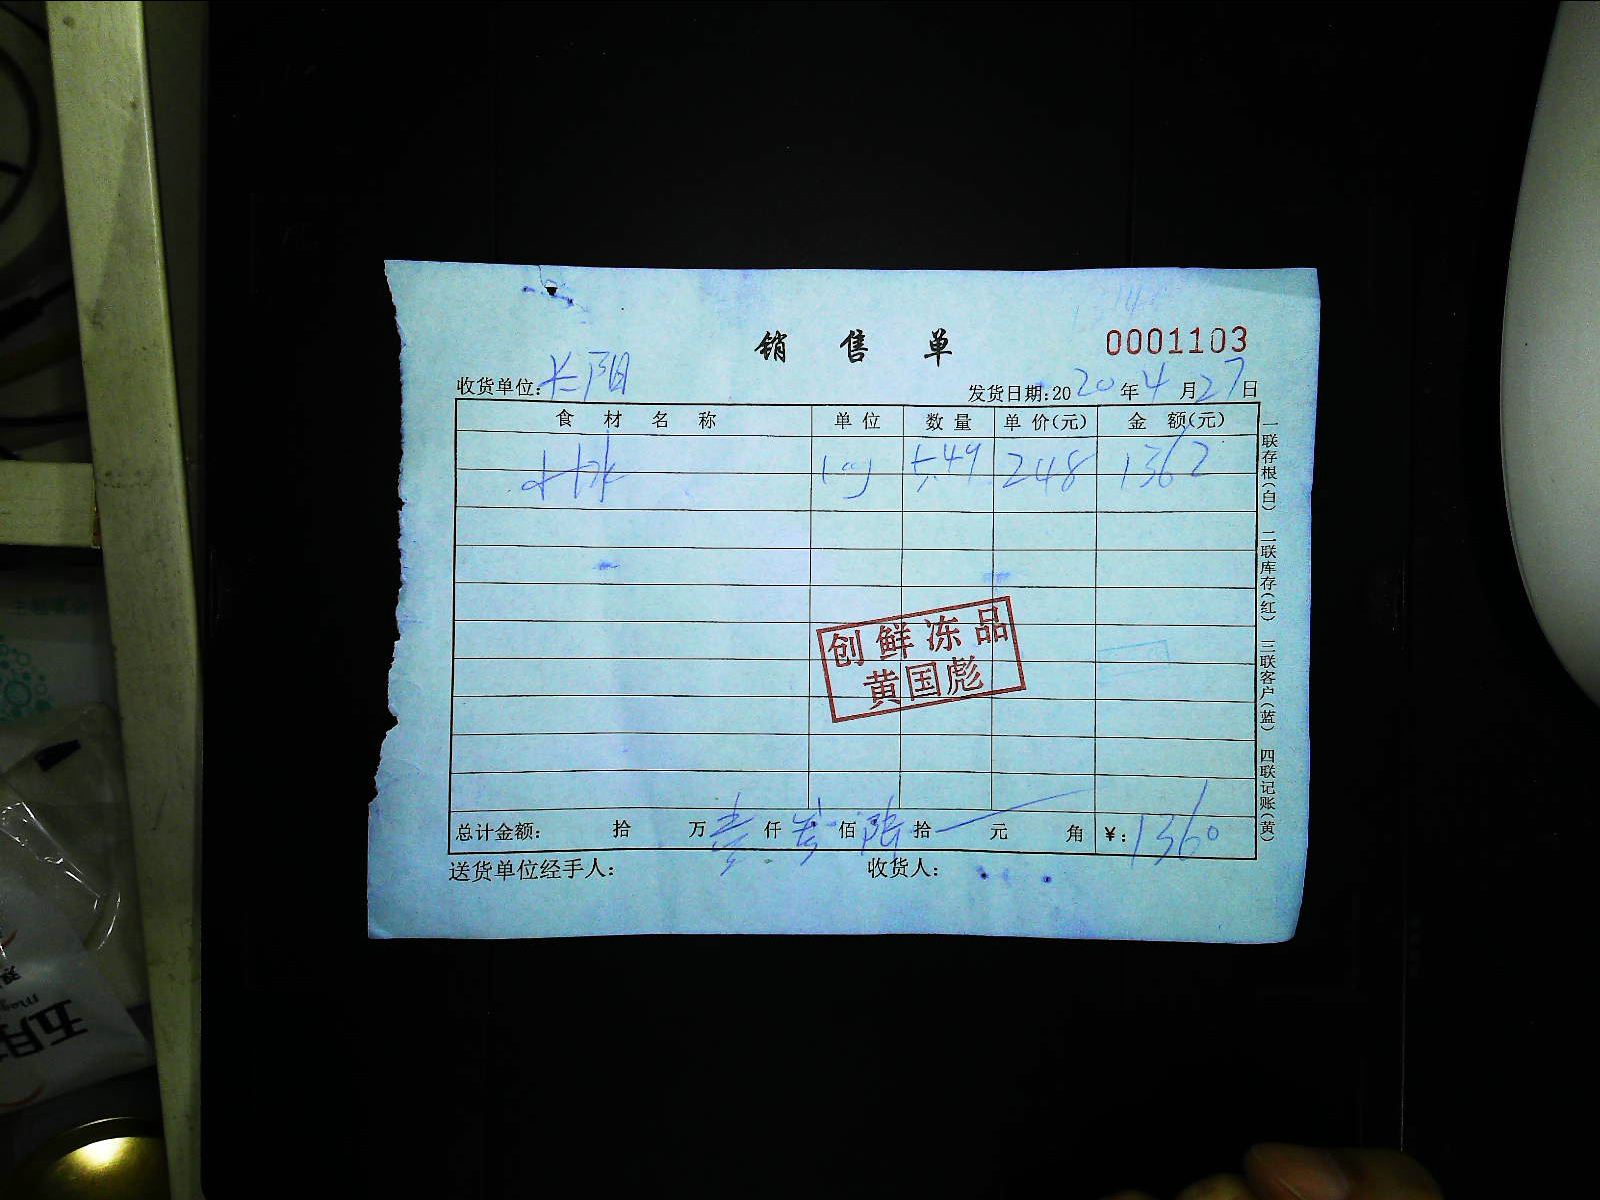 销售单
0001103
收货单位: 长阳
发货日期:2020年4月27日
食材名称 单位 数量 单价(元) 金额(元)
5.49 248 1362
创鲜冻品
黄国彪
总计金额: 拾 万壹仟叁佰陆拾 元 角 ¥: 1360
送货单位经手人: 收货人:
一联存根(白) 二联库存(红) 三联客户(蓝) 四联记账(黄)
五月